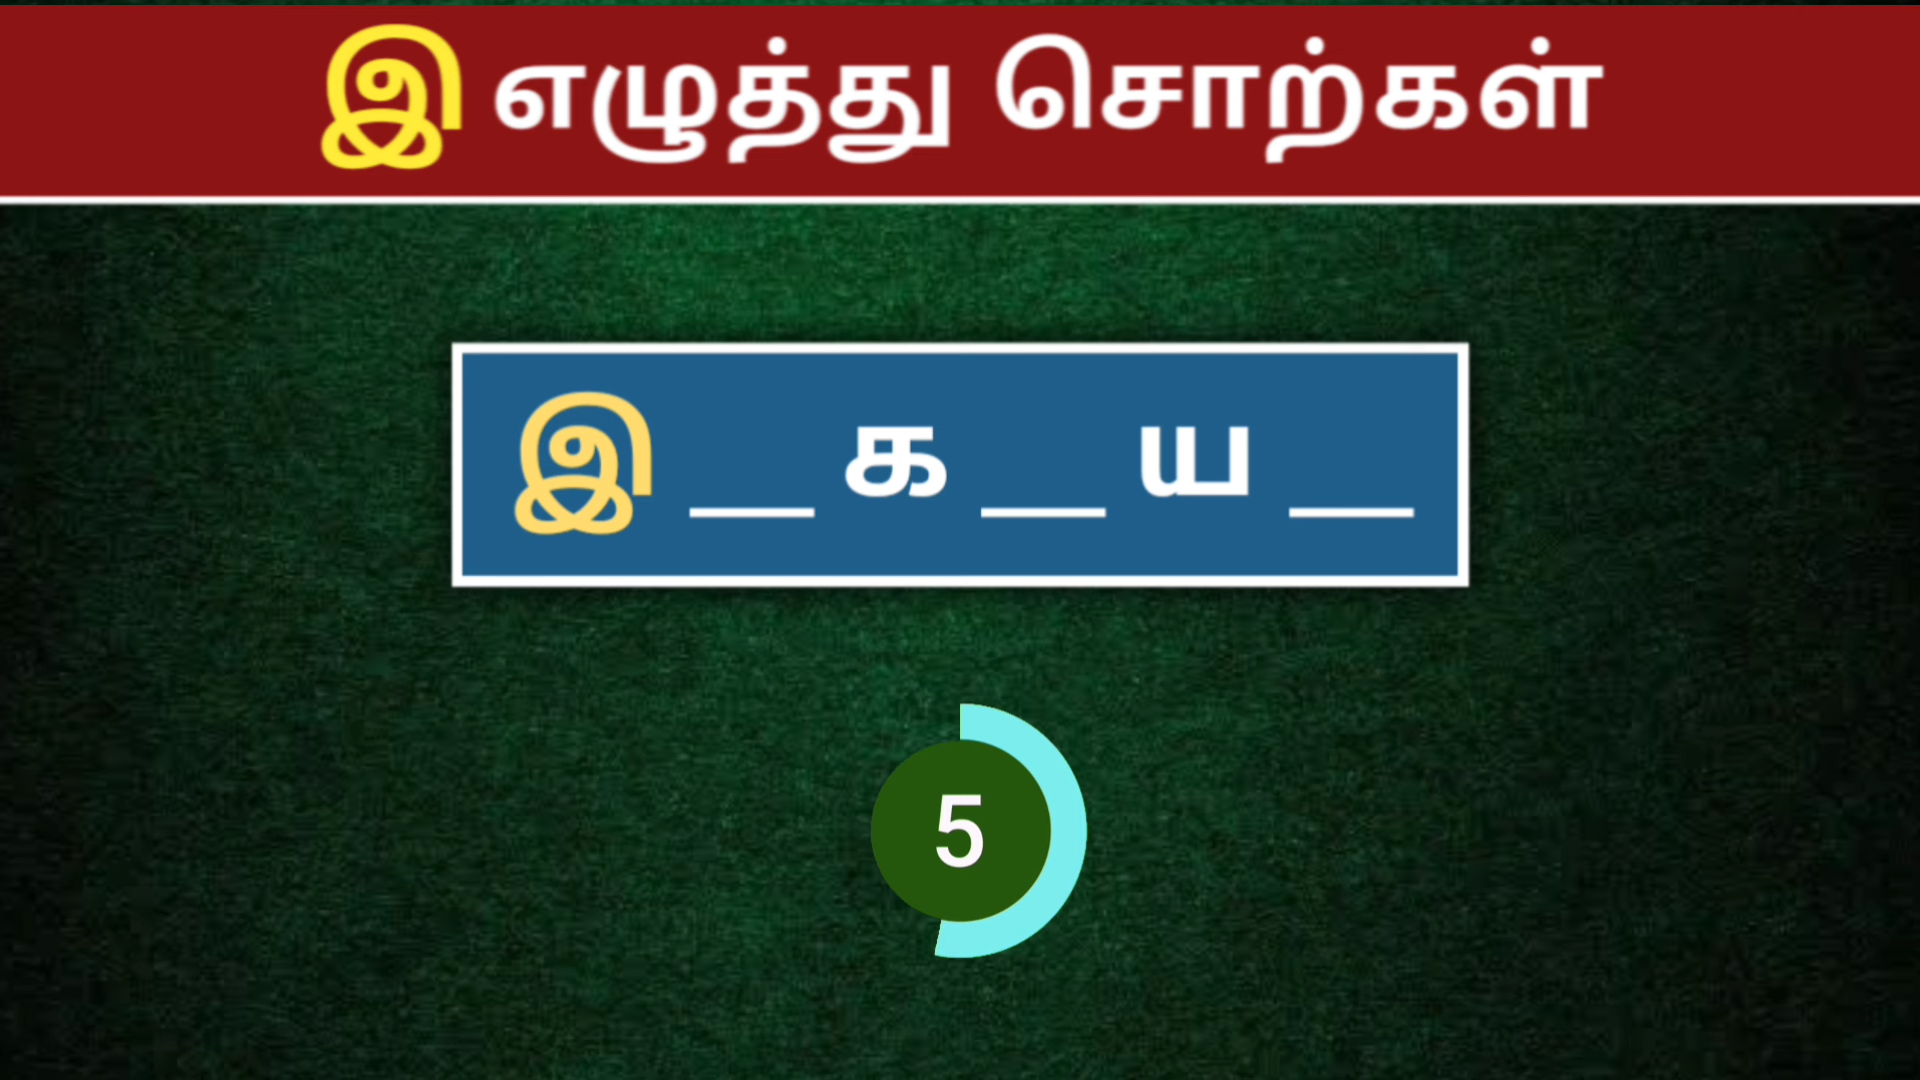 இ எழுத்து சொற்கள்
இ __ க __ ய __
5